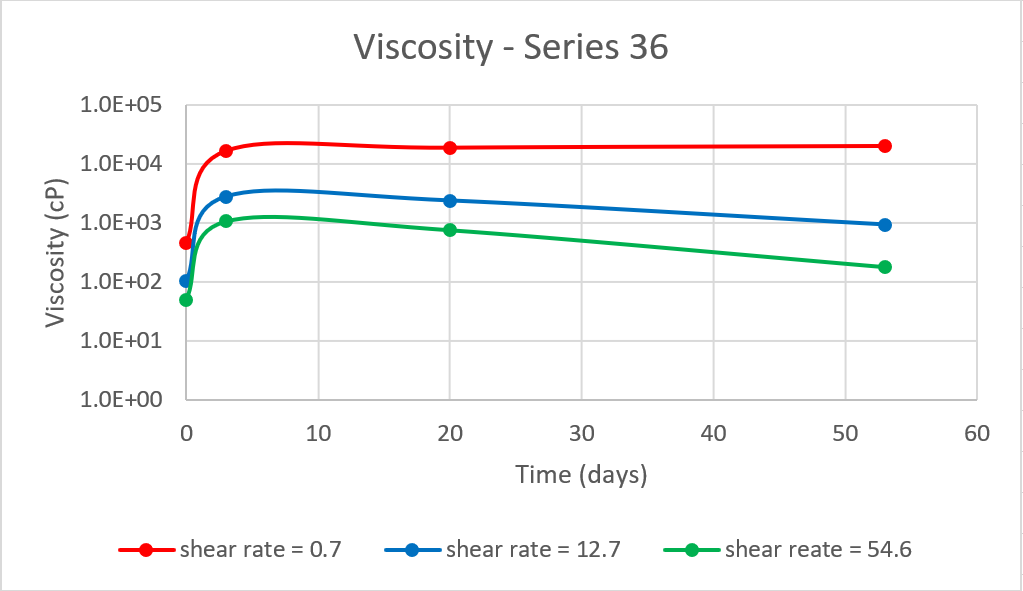 Viscosity - Series 36
1.0E+05
1.0E+04
1.0E+03
1.0E+02
1.0E+01
1.0E+00
Viscosity (cP)
0 10 20 30 40 50 60
Time (days)
shear rate = 0.7 shear rate = 12.7 shear reate = 54.6